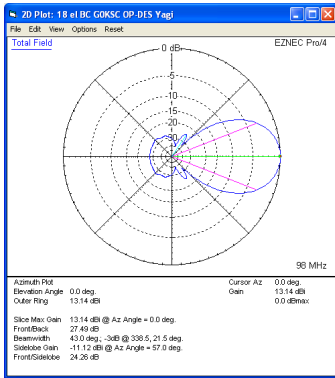 2D Plot: 18 el BC G0KSC OP-DES Yagi
File Edit View Options Reset
Total Field
EZNEC Pro/4
0 dB
-5
-10
-15
-20
-30
98 MHz
Azimuth Plot
Elevation Angle 0.0 deg.
Outer Ring 13.14 dBi
Cursor Az 0.0 deg.
Gain 13.14 dBi
0.0 dBmax
Slice Max Gain 13.14 dBi @ Az Angle = 0.0 deg.
Front/Back 27.49 dB
Beamwidth 43.0 deg.; -3dB @ 338.5, 21.5 deg.
Sidelobe Gain -11.12 dBi @ Az Angle = 57.0 deg.
Front/Sidelobe 24.26 dB